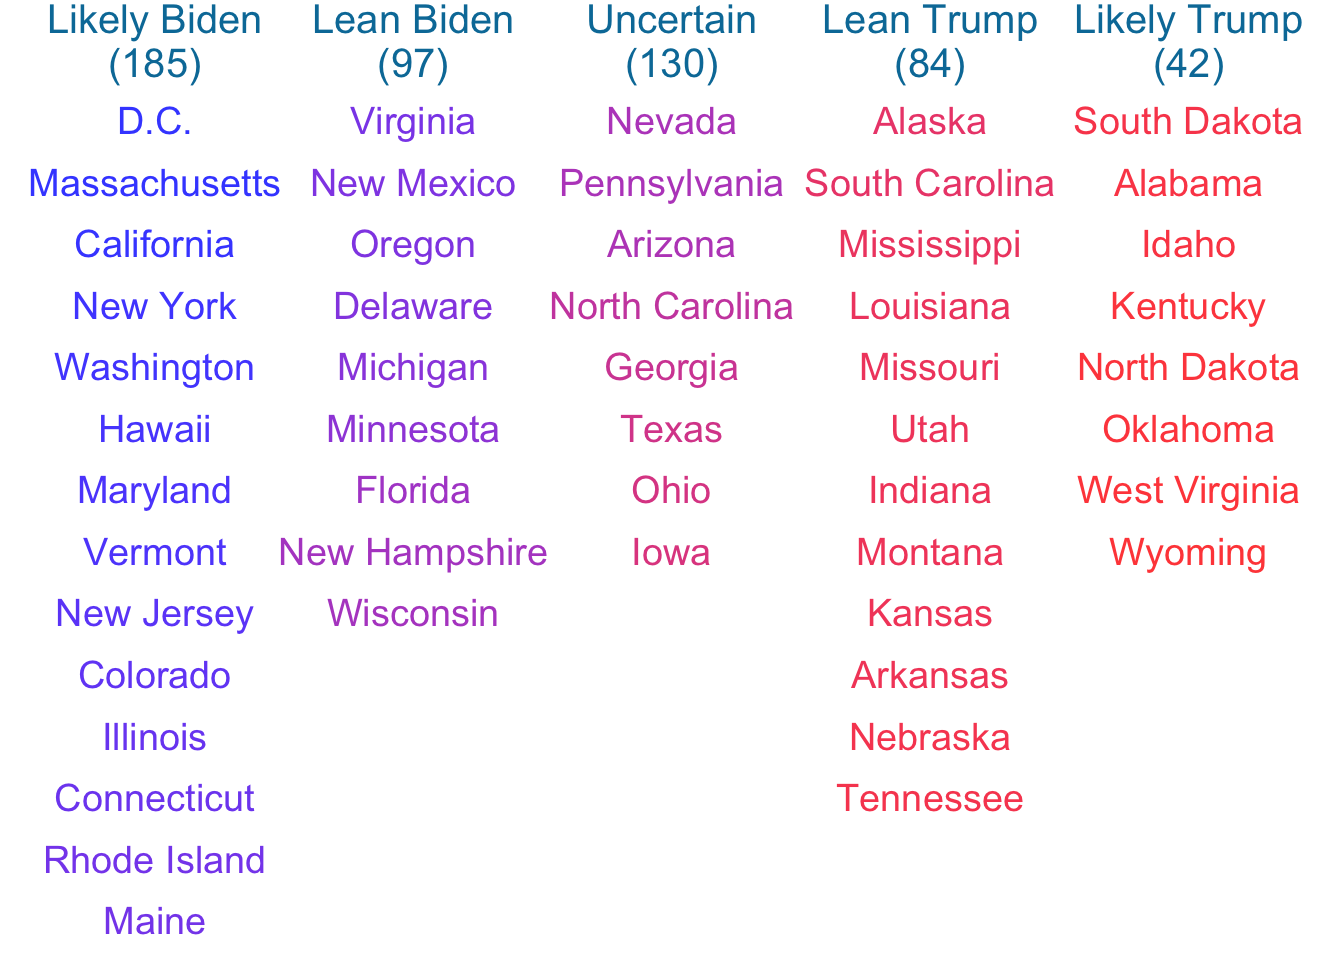 Likely Biden
(185)
D.C.
Massachusetts
California
New York
Washington
Hawaii
Maryland
Vermont
New Jersey
Colorado
Illinois
Connecticut
Rhode Island
Maine
Lean Biden
(97)
Virginia
New Mexico
Oregon
Delaware
Michigan
Minnesota
Florida
New Hampshire
Wisconsin
Uncertain
(130)
Nevada
Pennsylvania
Arizona
North Carolina
Georgia
Texas
Ohio
Iowa
Lean Trump
(84)
Alaska
South Carolina
Mississippi
Louisiana
Missouri
Utah
Indiana
Montana
Kansas
Arkansas
Nebraska
Tennessee
Likely Trump
(42)
South Dakota
Alabama
Idaho
Kentucky
North Dakota
Oklahoma
West Virginia
Wyoming